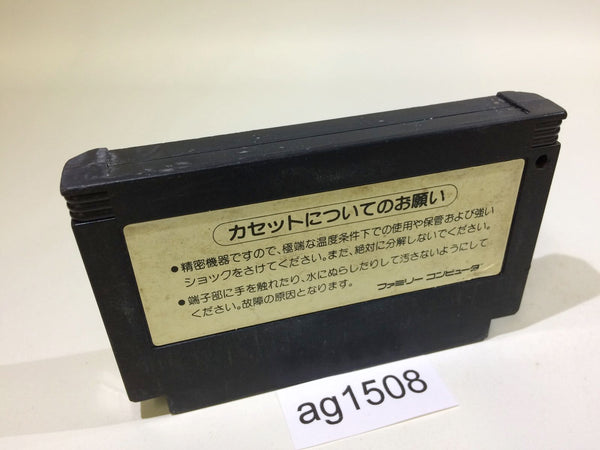 カセットについてのお願い
●精密機器ですので、極端な温度条件下での使用や保管および強い
ショックをさけてください。また、絶対に分解しないでください。
●端子部に手を触れたり、水にぬらしたりして汚さないようにして
ください。故障の原因となります。
ファミリー コンピュータ
ag1508